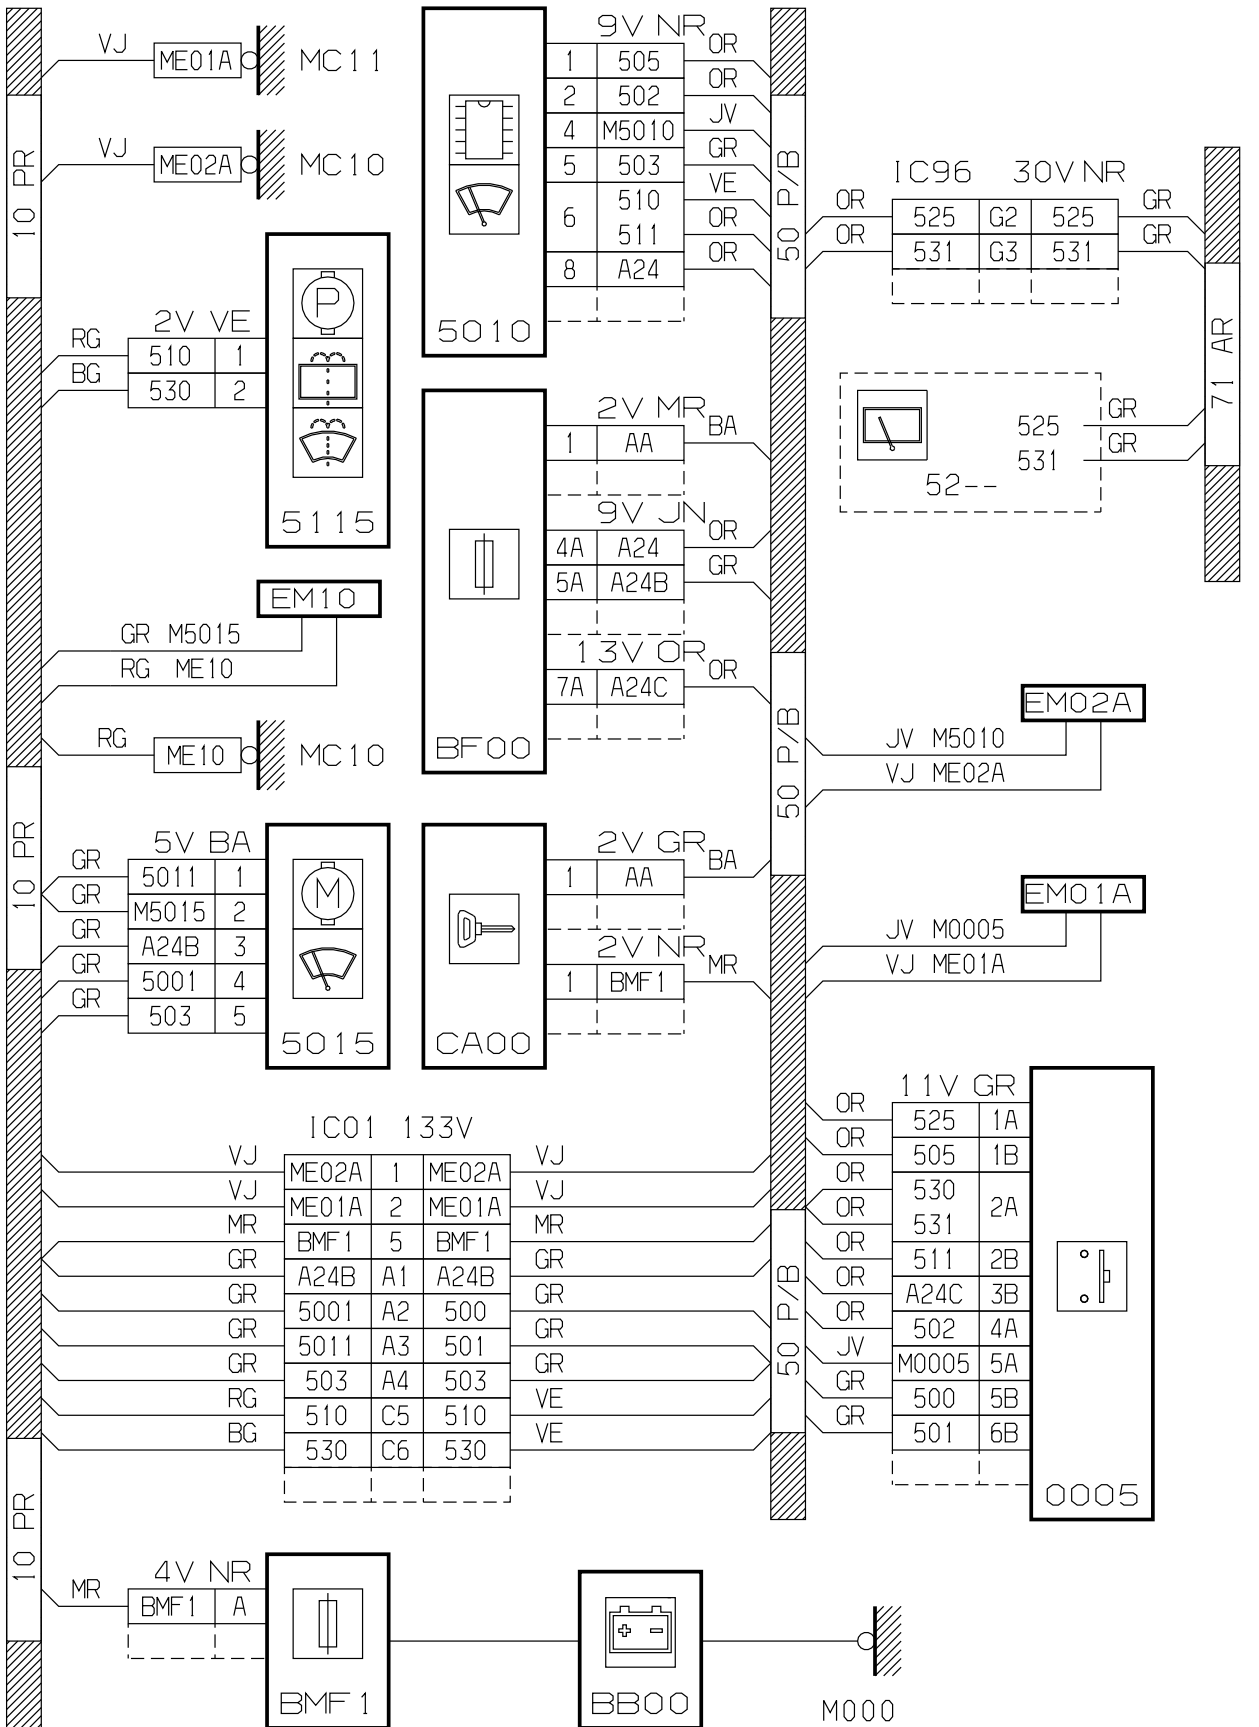 10 PR
VJ ME01A MC11
VJ ME02A MC10
2V VE
RG 510 1
BG 530 2
P
5115
EM10
GR M5015
RG ME10
10 PR
RG ME10 MC10
5V BA
GR 5011 1
GR M5015 2
GR A24B 3
GR 5001 4
GR 503 5
M
5015
9V NR
1 505 OR
2 502 OR
4 M5010 JV
5 503 GR
6 510 VE
511 OR
8 A24 OR
5010
2V MR
1 AA BA
9V JN
4A A24 OR
5A A24B GR
13V OR
7A A24C OR
BF00
2V GR
1 AA BA
2V NR
1 BMF1 MR
CA00
50 P/B
IC96 30V NR
OR 525 G2 525 GR
OR 531 G3 531 GR
71 AR
525 GR
531 GR
52--
50 P/B
EM02A
JV M5010
VJ ME02A
EM01A
JV M0005
VJ ME01A
IC01 133V
VJ ME02A 1 ME02A VJ
VJ ME01A 2 ME01A VJ
MR BMF1 5 BMF1 MR
GR A24B A1 A24B GR
GR 5001 A2 500 GR
GR 5011 A3 501 GR
GR 503 A4 503 GR
RG 510 C5 510 VE
BG 530 C6 530 VE
50 P/B
11V GR
OR 525 1A
OR 505 1B
OR 530 2A
OR 531
OR 511 2B
OR A24C 3B
OR 502 4A
JV M0005 5A
GR 500 5B
GR 501 6B
0005
10 PR
4V NR
MR BMF1 A
BMF1
+ -
BB00
M000